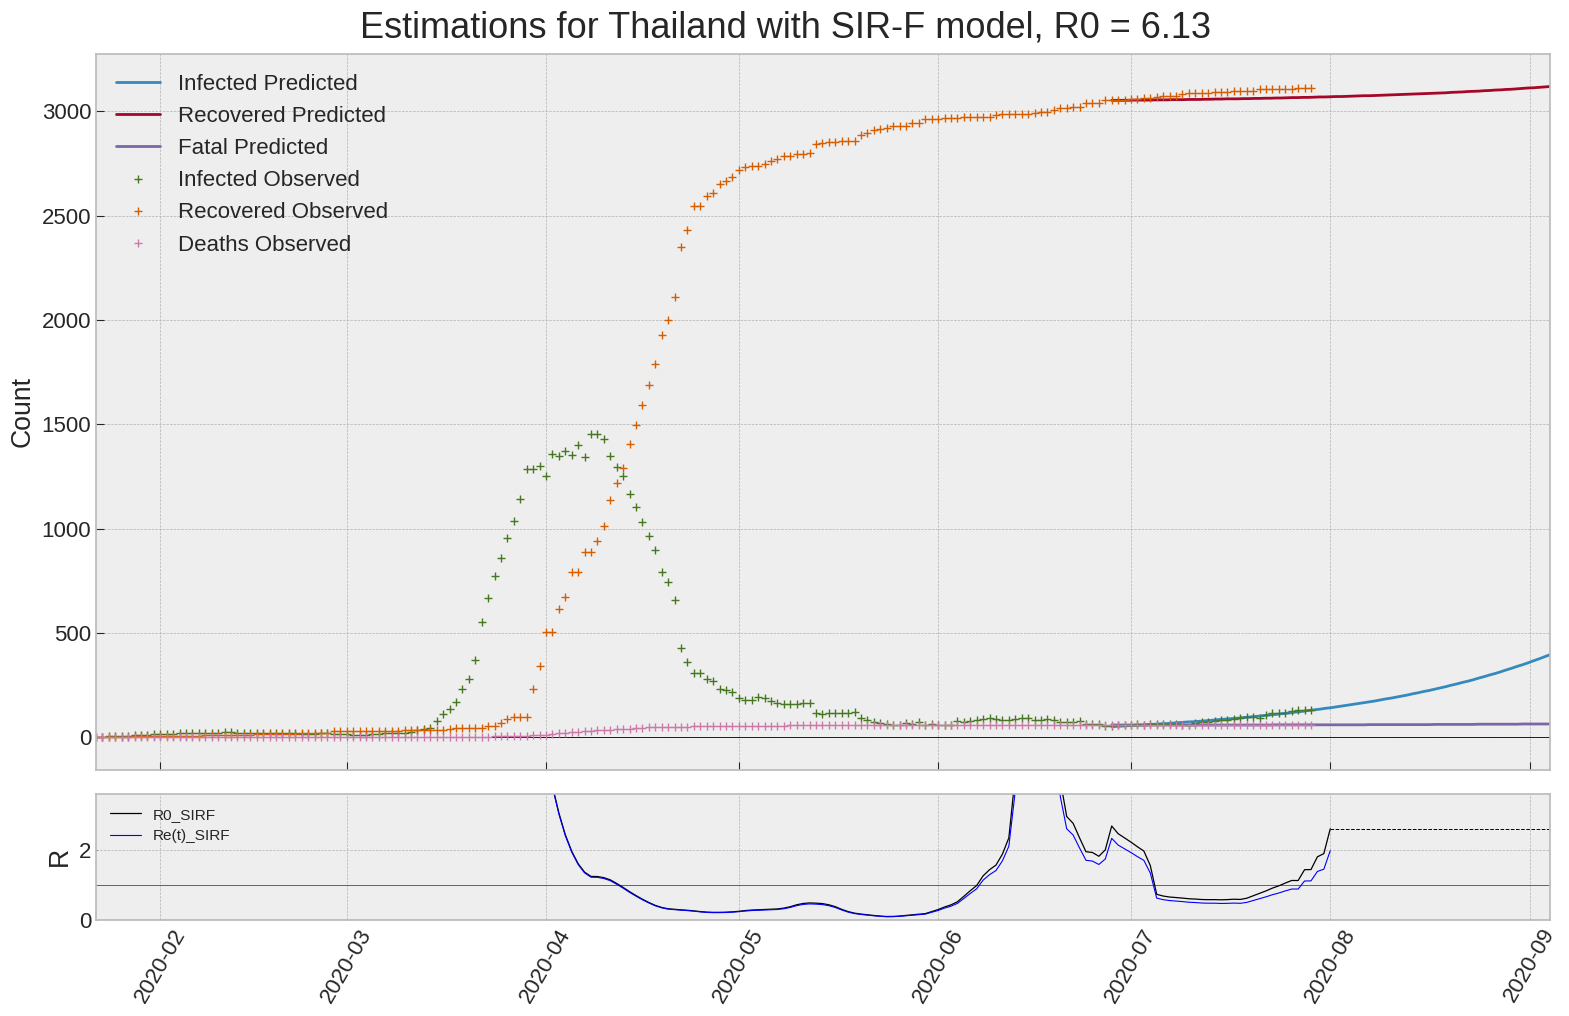 Estimations for Thailand with SIR-F model, R0 = 6.13
Infected Predicted
Recovered Predicted
Fatal Predicted
Infected Observed
Recovered Observed
Deaths Observed
Count
3000
2500
2000
1500
1000
500
0
R0_SIRF
Re(t)_SIRF
R
2
0
2020-02
2020-03
2020-04
2020-05
2020-06
2020-07
2020-08
2020-09